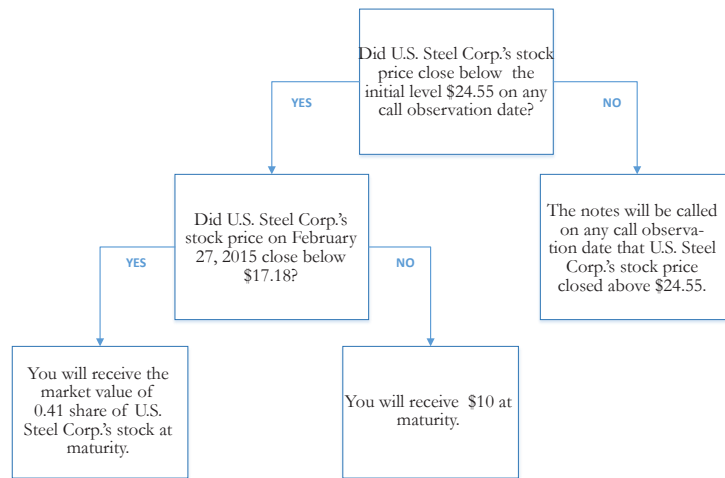 Did U.S. Steel Corp.'s stock
price close below the
initial level $24.55 on any
call observation date?
YES
NO
Did U.S. Steel Corp.'s
stock price on February
27, 2015 close below
$17.18?
The notes will be called
on any call observa-
tion date that U.S. Steel
Corp.'s stock price
closed above $24.55.
YES
NO
You will receive the
market value of
0.41 share of U.S.
Steel Corp.'s stock at
maturity.
You will receive $10 at
maturity.